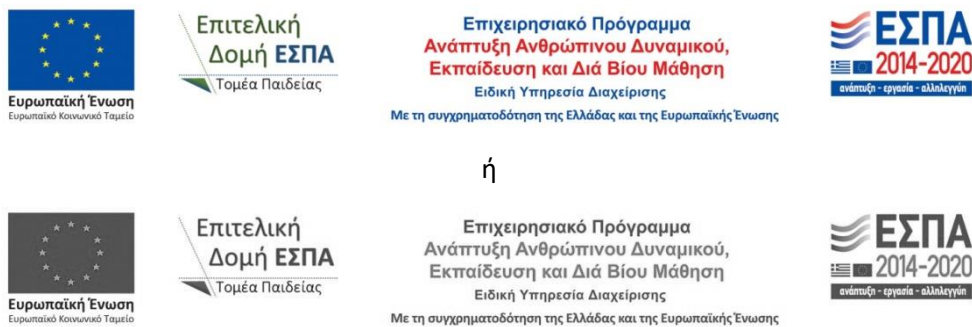 Ευρωπαϊκή Ένωση
Ευρωπαϊκό Κοινωνικό Ταμείο
Επιτελική
Δομή ΕΣΠΑ
Τομέα Παιδείας
Επιχειρησιακό Πρόγραμμα
Ανάπτυξη Ανθρώπινου Δυναμικού,
Εκπαίδευση και Διά Βίου Μάθηση
Ειδική Υπηρεσία Διαχείρισης
Με τη συγχρηματοδότηση της Ελλάδας και της Ευρωπαϊκής Ένωσης
ΕΣΠΑ
2014-2020
ανάπτυξη - εργασία - αλληλεγγύη
ή
Ευρωπαϊκή Ένωση
Ευρωπαϊκό Κοινωνικό Ταμείο
Επιτελική
Δομή ΕΣΠΑ
Τομέα Παιδείας
Επιχειρησιακό Πρόγραμμα
Ανάπτυξη Ανθρώπινου Δυναμικού,
Εκπαίδευση και Διά Βίου Μάθηση
Ειδική Υπηρεσία Διαχείρισης
Με τη συγχρηματοδότηση της Ελλάδας και της Ευρωπαϊκής Ένωσης
ΕΣΠΑ
2014-2020
ανάπτυξη - εργασία - αλληλεγγύη